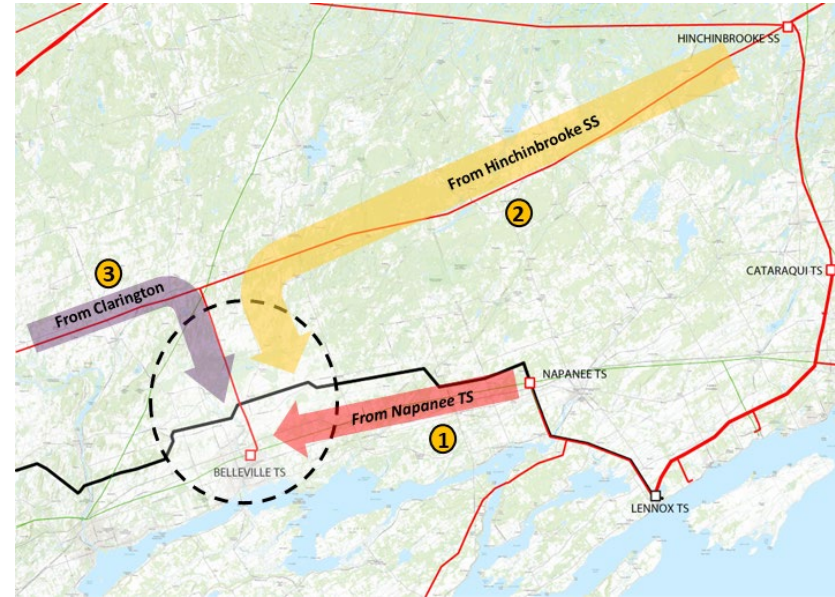 HINCHINBROOKE SS
From Hinchinbrooke SS
2
CATARAQUI TS
3
From Clarington
NAPANEE TS
From Napanee TS
1
BELLEVILLE TS
LENNOX TS